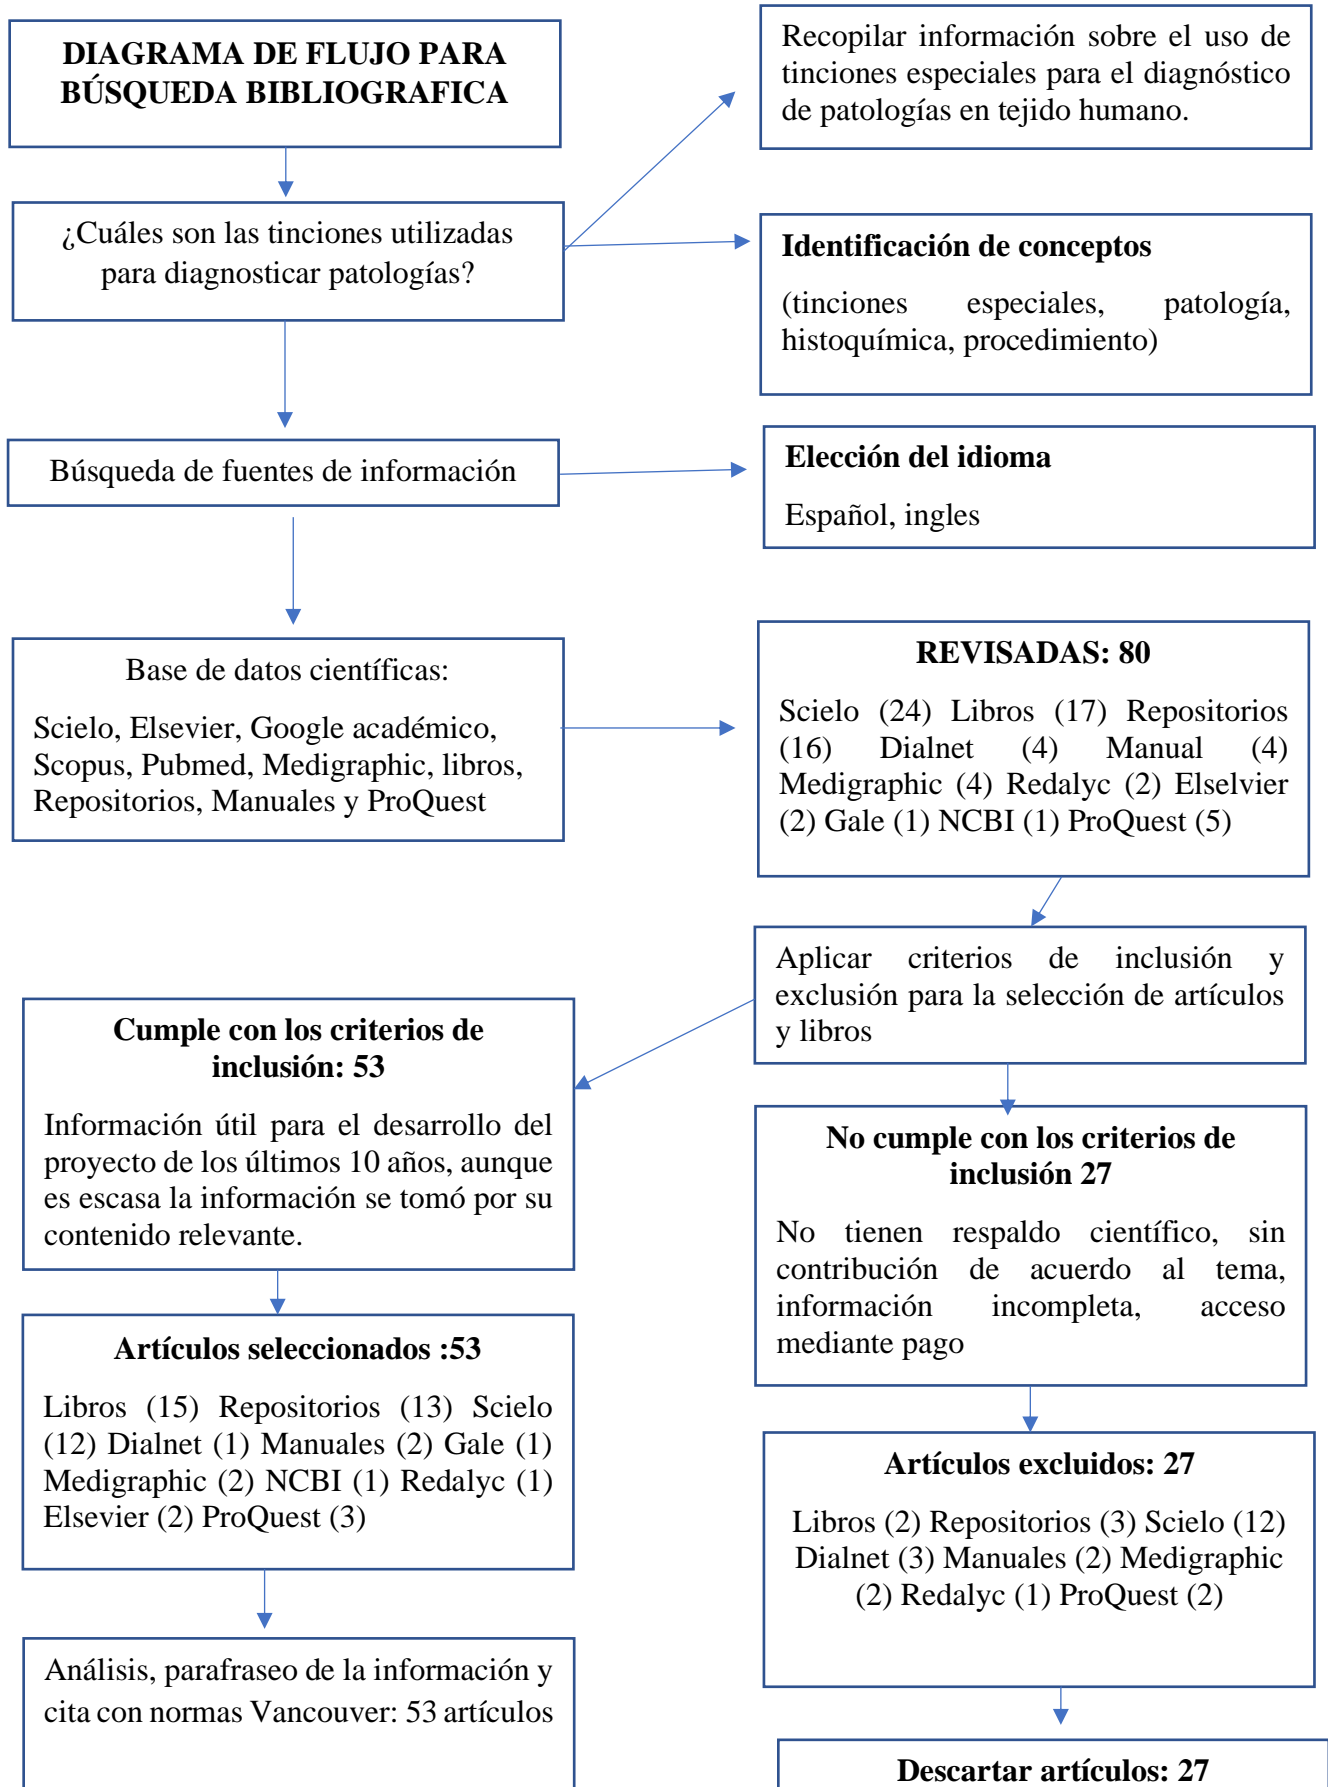 DIAGRAMA DE FLUJO PARA
BÚSQUEDA BIBLIOGRAFICA
Recopilar información sobre el uso de
tinciones especiales para el diagnóstico
de patologías en tejido humano.
¿Cuáles son las tinciones utilizadas
para diagnosticar patologías?
Identificación de conceptos
(tinciones especiales, patología,
histoquímica, procedimiento)
Búsqueda de fuentes de información
Elección del idioma
Español, ingles
Base de datos científicas:
Scielo, Elsevier, Google académico,
Scopus, Pubmed, Medigraphic, libros,
Repositorios, Manuales y ProQuest
REVISADAS: 80
Scielo (24) Libros (17) Repositorios
(16) Dialnet (4) Manual (4)
Medigraphic (4) Redalyc (2) Elselvier
(2) Gale (1) NCBI (1) ProQuest (5)
Aplicar criterios de inclusión y
exclusión para la selección de artículos
y libros
Cumple con los criterios de
inclusión: 53
Información útil para el desarrollo del
proyecto de los últimos 10 años, aunque
es escasa la información se tomó por su
contenido relevante.
No cumple con los criterios de
inclusión 27
No tienen respaldo científico, sin
contribución de acuerdo al tema,
información incompleta, acceso
mediante pago
Artículos seleccionados :53
Libros (15) Repositorios (13) Scielo
(12) Dialnet (1) Manuales (2) Gale (1)
Medigraphic (2) NCBI (1) Redalyc (1)
Elsevier (2) ProQuest (3)
Artículos excluidos: 27
Libros (2) Repositorios (3) Scielo (12)
Dialnet (3) Manuales (2) Medigraphic
(2) Redalyc (1) ProQuest (2)
Análisis, parafraseo de la información y
cita con normas Vancouver: 53 artículos
Descartar artículos: 27